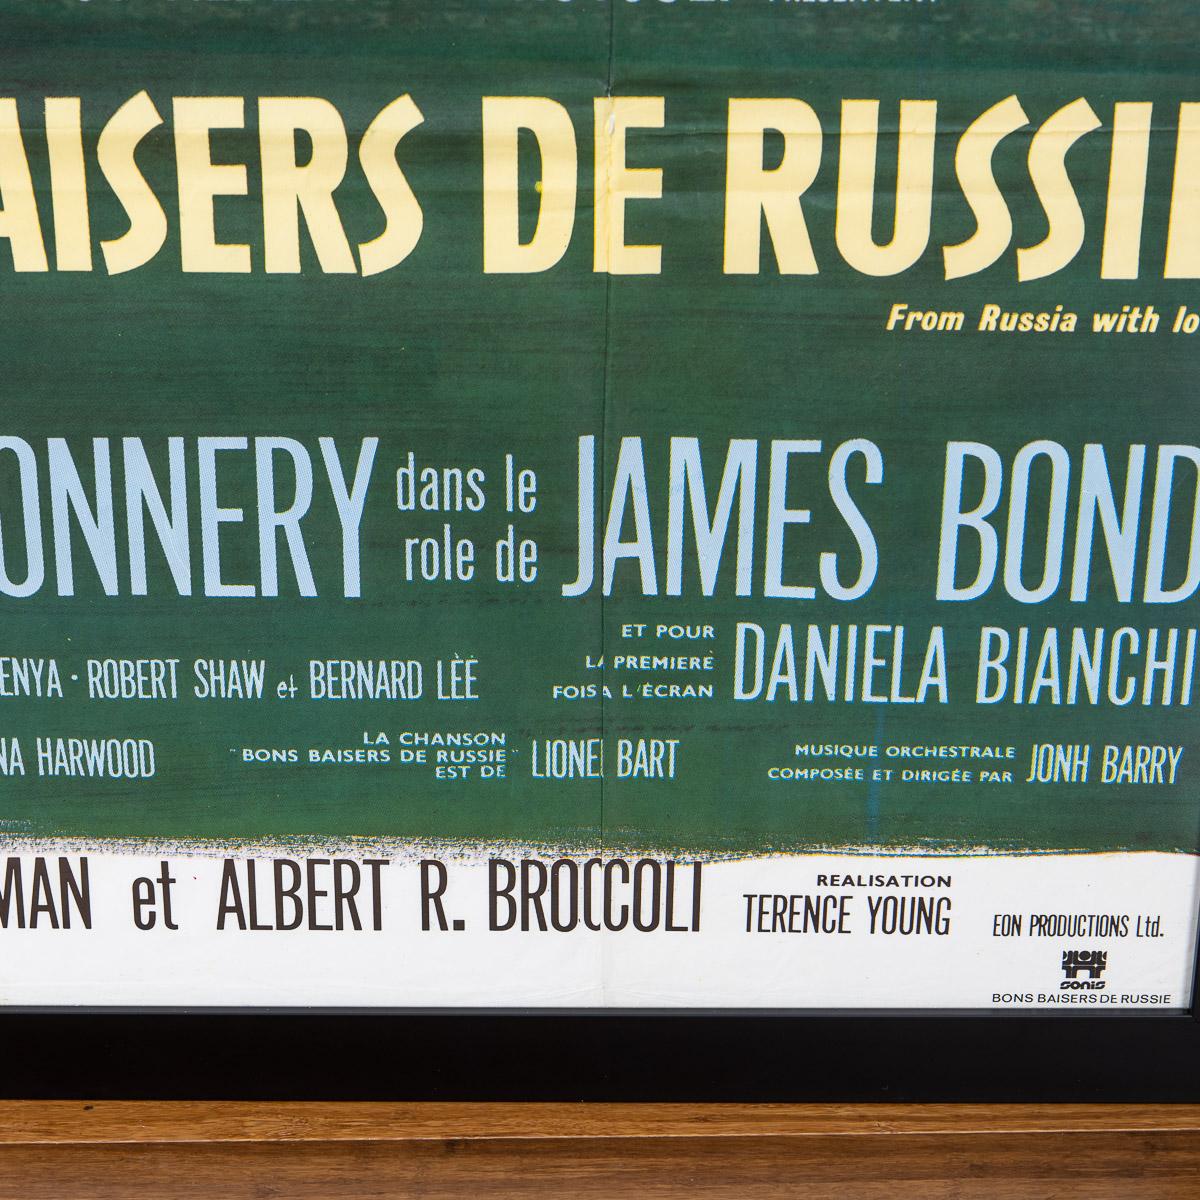 AISERS DE RUSSIE
From Russia with lo
ONNERY dans le role de JAMES BOND
ENYA · ROBERT SHAW et BERNARD LÈE
ET POUR LA PREMIERE FOIS A L'ÉCRAN DANIELA BIANCHI
NA HARWOOD
LA CHANSON "BONS BAISERS DE RUSSIE" EST DE LIONEL BART
MUSIQUE ORCHESTRALE COMPOSÉE ET DIRIGÉE PAR JONH BARRY
MAN et ALBERT R. BROCCOLI
REALISATION
TERENCE YOUNG
EON PRODUCTIONS Ltd.
sonis
BONS BAISERS DE RUSSIE